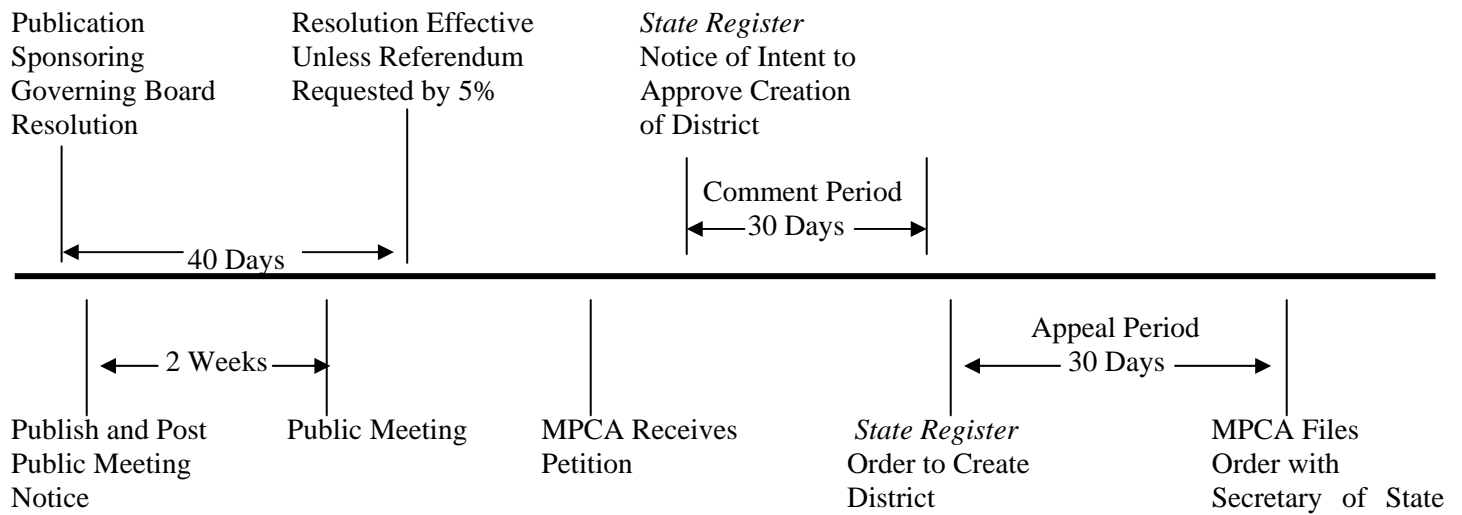 Publication
Sponsoring
Governing Board
Resolution
Resolution Effective
Unless Referendum
Requested by 5%
State Register
Notice of Intent to
Approve Creation
of District
Comment Period
30 Days
40 Days
2 Weeks
Appeal Period
30 Days
Publish and Post
Public Meeting
Notice
Public Meeting
MPCA Receives
Petition
State Register
Order to Create
District
MPCA Files
Order with
Secretary of State